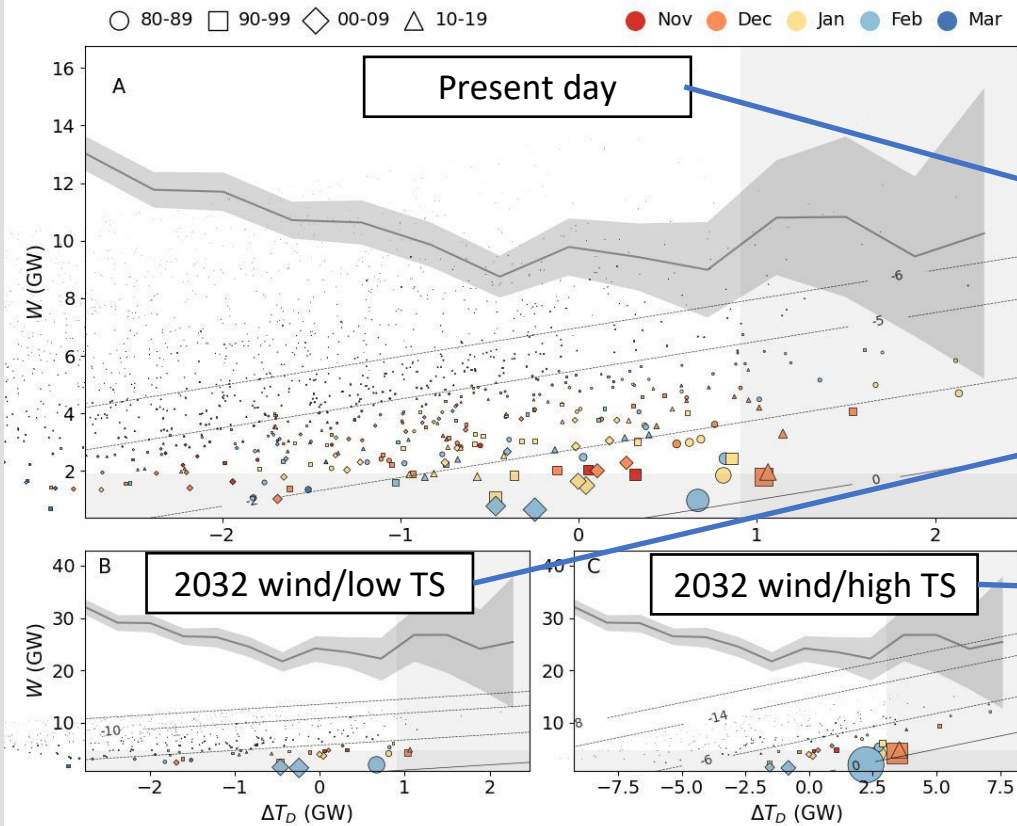 80-89 90-99 00-09 10-19 Nov Dec Jan Feb Mar
A
Present day
W (GW)
16
14
12
10
8
6
4
2
-6
-5
-2
0
−2 −1 0 1 2
B
2032 wind/low TS
C
2032 wind/high TS
W (GW)
40
30
20
10
-10
−2 −1 0 1 2
ΔT_D (GW)
40
30
20
10
8
-14
-6
0
−7.5 −5.0 −2.5 0.0 2.5 5.0 7.5
ΔT_D (GW)